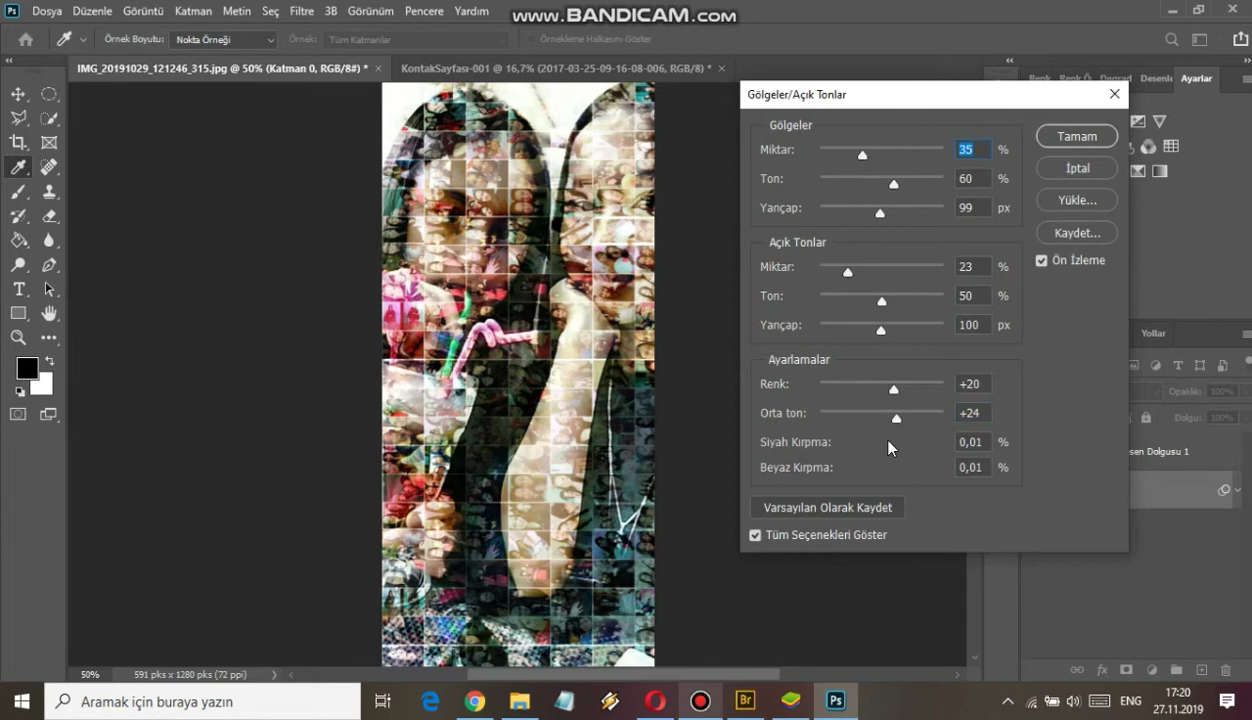 Ps Dosya Düzenle Görüntü Katman Metin Seç Filtre 3B Görünüm Pencere Yardım
www.BANDICAM.com
Örnek Boyutu: Nokta Örneği Örnek: Tüm Katmanlar Örnekleme Halkasını Göster
IMG_20191029_121246_315.jpg @ 50% (Katman 0, RGB/8#) * × KontakSayfası-001 @ 16,7% (2017-03-25-09-16-08-006, RGB/8) * ×
Renk Renk Ö Degrad Desenle Ayarlar
Gölgeler/Açık Tonlar
Gölgeler
Miktar: 35 %
Ton: 60 %
Yarıçap: 99 px
Açık Tonlar
Miktar: 23 %
Ton: 50 %
Yarıçap: 100 px
Ayarlamalar
Renk: +20
Orta ton: +24
Siyah Kırpma: 0,01 %
Beyaz Kırpma: 0,01 %
Varsayılan Olarak Kaydet
Tüm Seçenekleri Göster
Tamam
İptal
Yükle...
Kaydet...
Ön İzleme
Yollar
Opaklık: 100%
Dolgu: 100%
sen Dolgusu 1
50% 591 pks x 1280 pks (72 ppi)
Aramak için buraya yazın
Br
Ps
ENG
17:20
27.11.2019